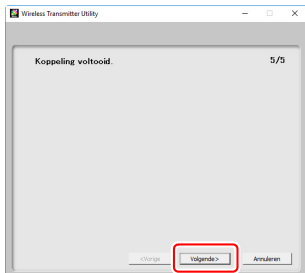 Wireless Transmitter Utility
Koppeling voltooid. 5/5
<Vorige Volgende> Annuleren